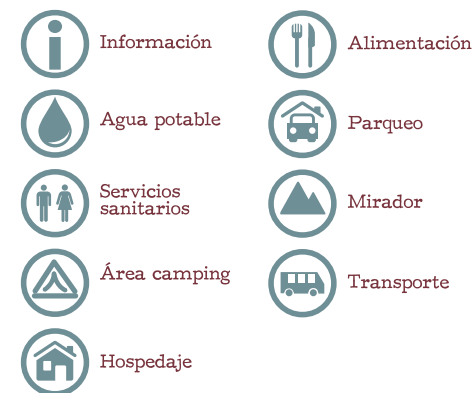 Información
Agua potable
Servicios
sanitarios
Área camping
Hospedaje
Alimentación
Parqueo
Mirador
Transporte